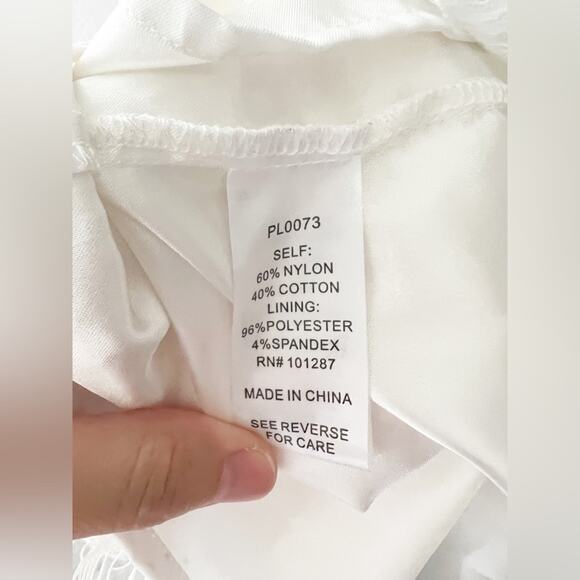 PL0073
SELF:
60% NYLON
40% COTTON
LINING:
96%POLYESTER
4%SPANDEX
RN# 101287
MADE IN CHINA
SEE REVERSE
FOR CARE